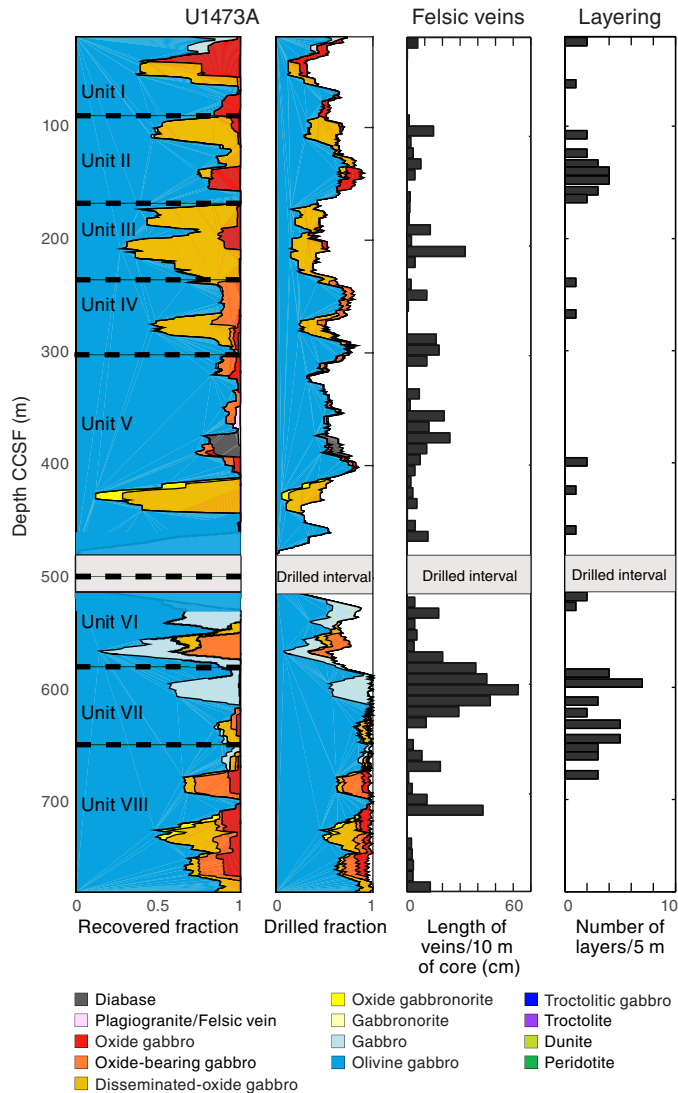 U1473A
Felsic veins
Layering
Unit I
100
Unit II
Unit III
200
Unit IV
300
Unit V
Depth CCSF (m)
400
500
Drilled interval
Drilled interval
Drilled interval
Unit VI
600
Unit VII
Unit VIII
700
0 0.5 1
0 1
0 60
0 10
Recovered fraction
Drilled fraction
Length of
veins/10 m
of core (cm)
Number of
layers/5 m
Diabase
Plagiogranite/Felsic vein
Oxide gabbro
Oxide-bearing gabbro
Disseminated-oxide gabbro
Oxide gabbronorite
Gabbronorite
Gabbro
Olivine gabbro
Troctolitic gabbro
Troctolite
Dunite
Peridotite